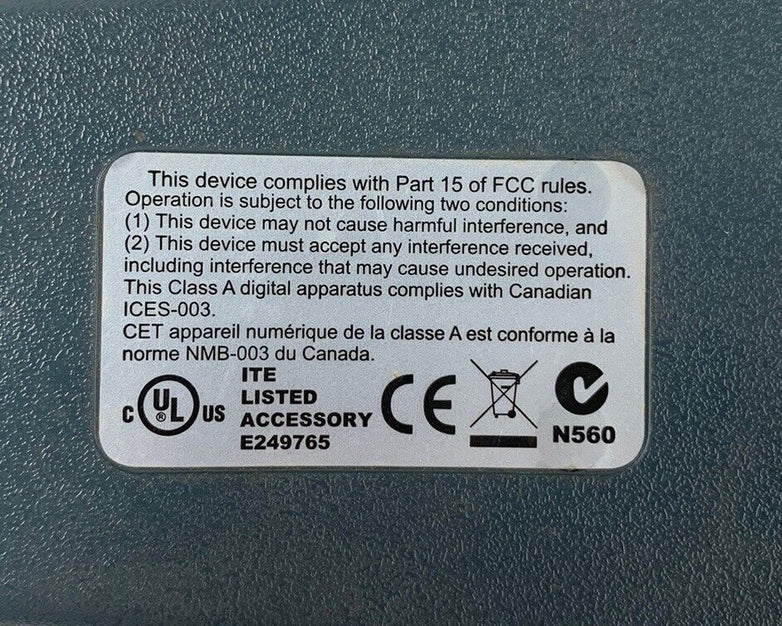 This device complies with Part 15 of FCC rules.
Operation is subject to the following two conditions:
(1) This device may not cause harmful interference, and
(2) This device must accept any interference received,
including interference that may cause undesired operation.
This Class A digital apparatus complies with Canadian
ICES-003.
CET appareil numérique de la classe A est conforme à la
norme NMB-003 du Canada.
C UL ® US
ITE
LISTED
ACCESSORY
E249765
CE
N560